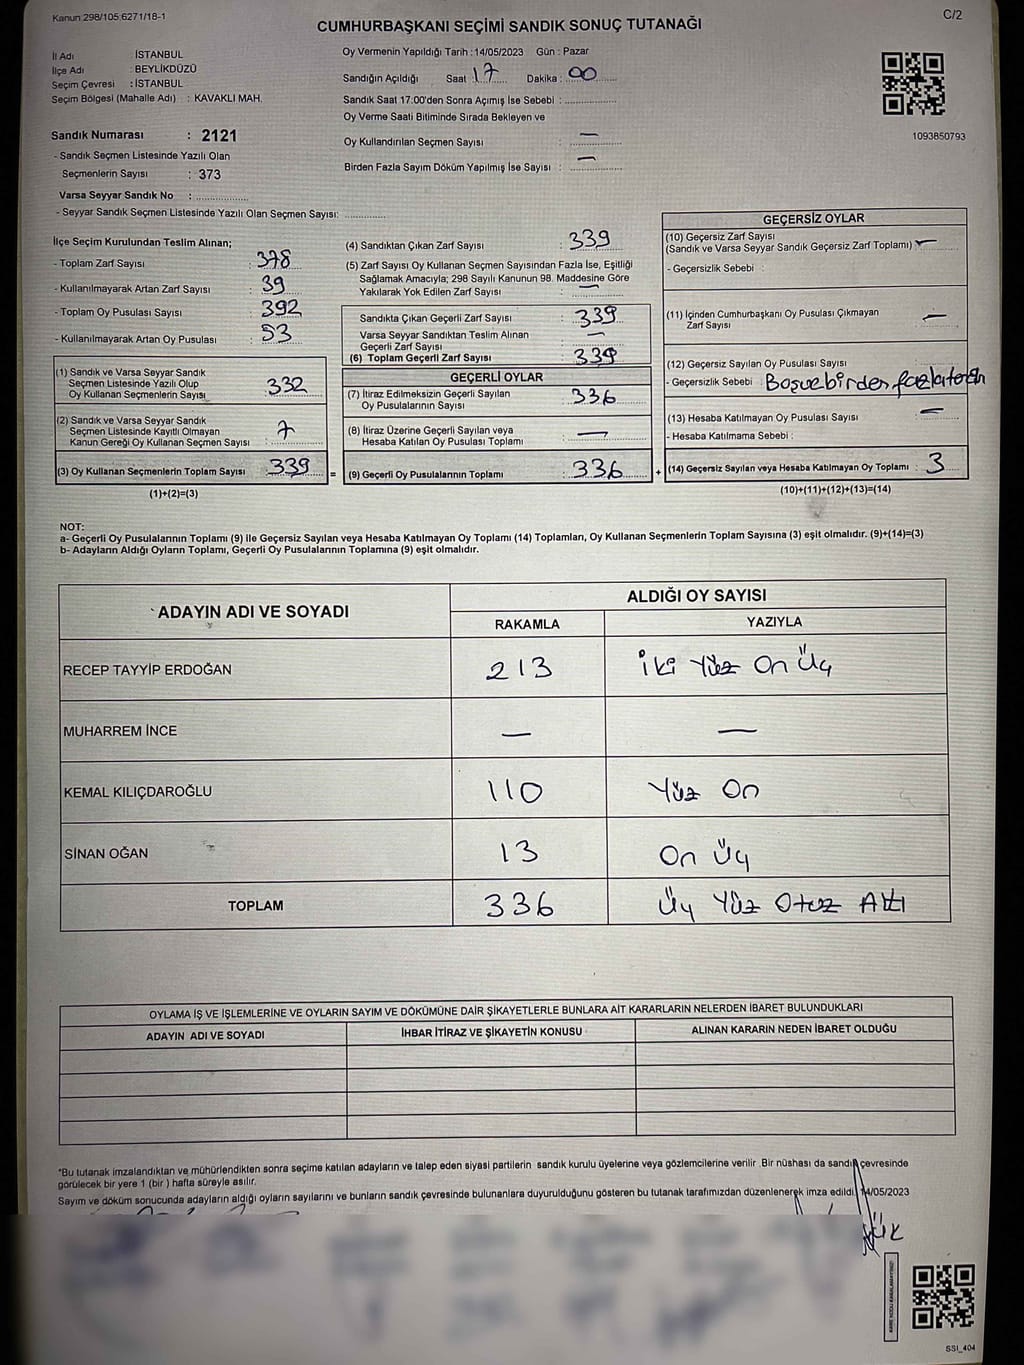 Kanun 298/105;6271/18-1
C/2
CUMHURBAŞKANI SEÇİMİ SANDIK SONUÇ TUTANAĞI
İl Adı : İSTANBUL
İlçe Adı : BEYLİKDÜZÜ
Seçim Çevresi : İSTANBUL
Seçim Bölgesi (Mahalle Adı) : KAVAKLI MAH.
Oy Vermenin Yapıldığı Tarih : 14/05/2023 Gün : Pazar
Sandığın Açıldığı Saat 17 Dakika : 00
Sandık Saat 17:00'den Sonra Açımış İse Sebebi :
Oy Verme Saati Bitiminde Sırada Bekleyen ve
Oy Kullandırılan Seçmen Sayısı : —
Birden Fazla Sayım Döküm Yapılmış İse Sayısı : —
1093850793
Sandık Numarası : 2121
- Sandık Seçmen Listesinde Yazılı Olan
Seçmenlerin Sayısı : 373
Varsa Seyyar Sandık No :
- Seyyar Sandık Seçmen Listesinde Yazılı Olan Seçmen Sayısı:
İlçe Seçim Kurulundan Teslim Alınan;
- Toplam Zarf Sayısı : 378
- Kullanılmayarak Artan Zarf Sayısı : 39
- Toplam Oy Pusulası Sayısı : 392
- Kullanılmayarak Artan Oy Pusulası : 53
(1) Sandık ve Varsa Seyyar Sandık
Seçmen Listesinde Yazılı Olup
Oy Kullanan Seçmenlerin Sayısı : 332
(2) Sandık ve Varsa Seyyar Sandık
Seçmen Listesinde Kayıtlı Olmayan
Kanun Gereği Oy Kullanan Seçmen Sayısı : 7
(3) Oy Kullanan Seçmenlerin Toplam Sayısı : 339
(1)+(2)=(3)
(4) Sandıktan Çıkan Zarf Sayısı : 339
(5) Zarf Sayısı Oy Kullanan Seçmen Sayısından Fazla İse, Eşitliği
Sağlamak Amacıyla; 298 Sayılı Kanunun 98. Maddesine Göre
Yakılarak Yok Edilen Zarf Sayısı : —
Sandıkta Çıkan Geçerli Zarf Sayısı : 339
Varsa Seyyar Sandıktan Teslim Alınan
Geçerli Zarf Sayısı : —
(6) Toplam Geçerli Zarf Sayısı : 339
GEÇERLİ OYLAR
(7) İtiraz Edilmeksizin Geçerli Sayılan
Oy Pusulalarının Sayısı : 336
(8) İtiraz Üzerine Geçerli Sayılan veya
Hesaba Katılan Oy Pusulası Toplamı : —
= (9) Geçerli Oy Pusulalarının Toplamı : 336 +
GEÇERSİZ OYLAR
(10) Geçersiz Zarf Sayısı
(Sandık ve Varsa Seyyar Sandık Geçersiz Zarf Toplamı) : —
- Geçersizlik Sebebi :
(11) İçinden Cumhurbaşkanı Oy Pusulası Çıkmayan
Zarf Sayısı : —
(12) Geçersiz Sayılan Oy Pusulası Sayısı :
- Geçersizlik Sebebi : Boş ve birden fazla tercih
(13) Hesaba Katılmayan Oy Pusulası Sayısı : —
- Hesaba Katılmama Sebebi :
(14) Geçersiz Sayılan veya Hesaba Katılmayan Oy Toplamı : 3
(10)+(11)+(12)+(13)=(14)
NOT:
a- Geçerli Oy Pusulalarının Toplamı (9) ile Geçersiz Sayılan veya Hesaba Katılmayan Oy Toplamı (14) Toplamları, Oy Kullanan Seçmenlerin Toplam Sayısına (3) eşit olmalıdır. (9)+(14)=(3)
b- Adayların Aldığı Oyların Toplamı, Geçerli Oy Pusulalarının Toplamına (9) eşit olmalıdır.
ADAYIN ADI VE SOYADI ALDIĞI OY SAYISI
RAKAMLA YAZIYLA
RECEP TAYYİP ERDOĞAN 213 İki Yüz On Üç
MUHARREM İNCE — —
KEMAL KILIÇDAROĞLU 110 Yüz On
SİNAN OĞAN 13 On Üç
TOPLAM 336 Üç Yüz Otuz Altı
OYLAMA İŞ VE İŞLEMLERİNE VE OYLARIN SAYIM VE DÖKÜMÜNE DAİR ŞİKAYETLERLE BUNLARA AİT KARARLARIN NELERDEN İBARET BULUNDUKLARI
ADAYIN ADI VE SOYADI İHBAR İTİRAZ VE ŞİKAYETİN KONUSU ALINAN KARARIN NEDEN İBARET OLDUĞU
"Bu tutanak imzalandıktan ve mühürlendikten sonra seçime katılan adayların ve talep eden siyasi partilerin sandık kurulu üyelerine veya gözlemcilerine verilir .Bir nüshası da sandık çevresinde
görülecek bir yere 1 (bir ) hafta süreyle asılır.
Sayım ve döküm sonucunda adayların aldığı oyların sayılarını ve bunların sandık çevresinde bulunanlara duyurulduğunu gösteren bu tutanak tarafımızdan düzenlenerek imza edildi. 14/05/2023
SSI_404